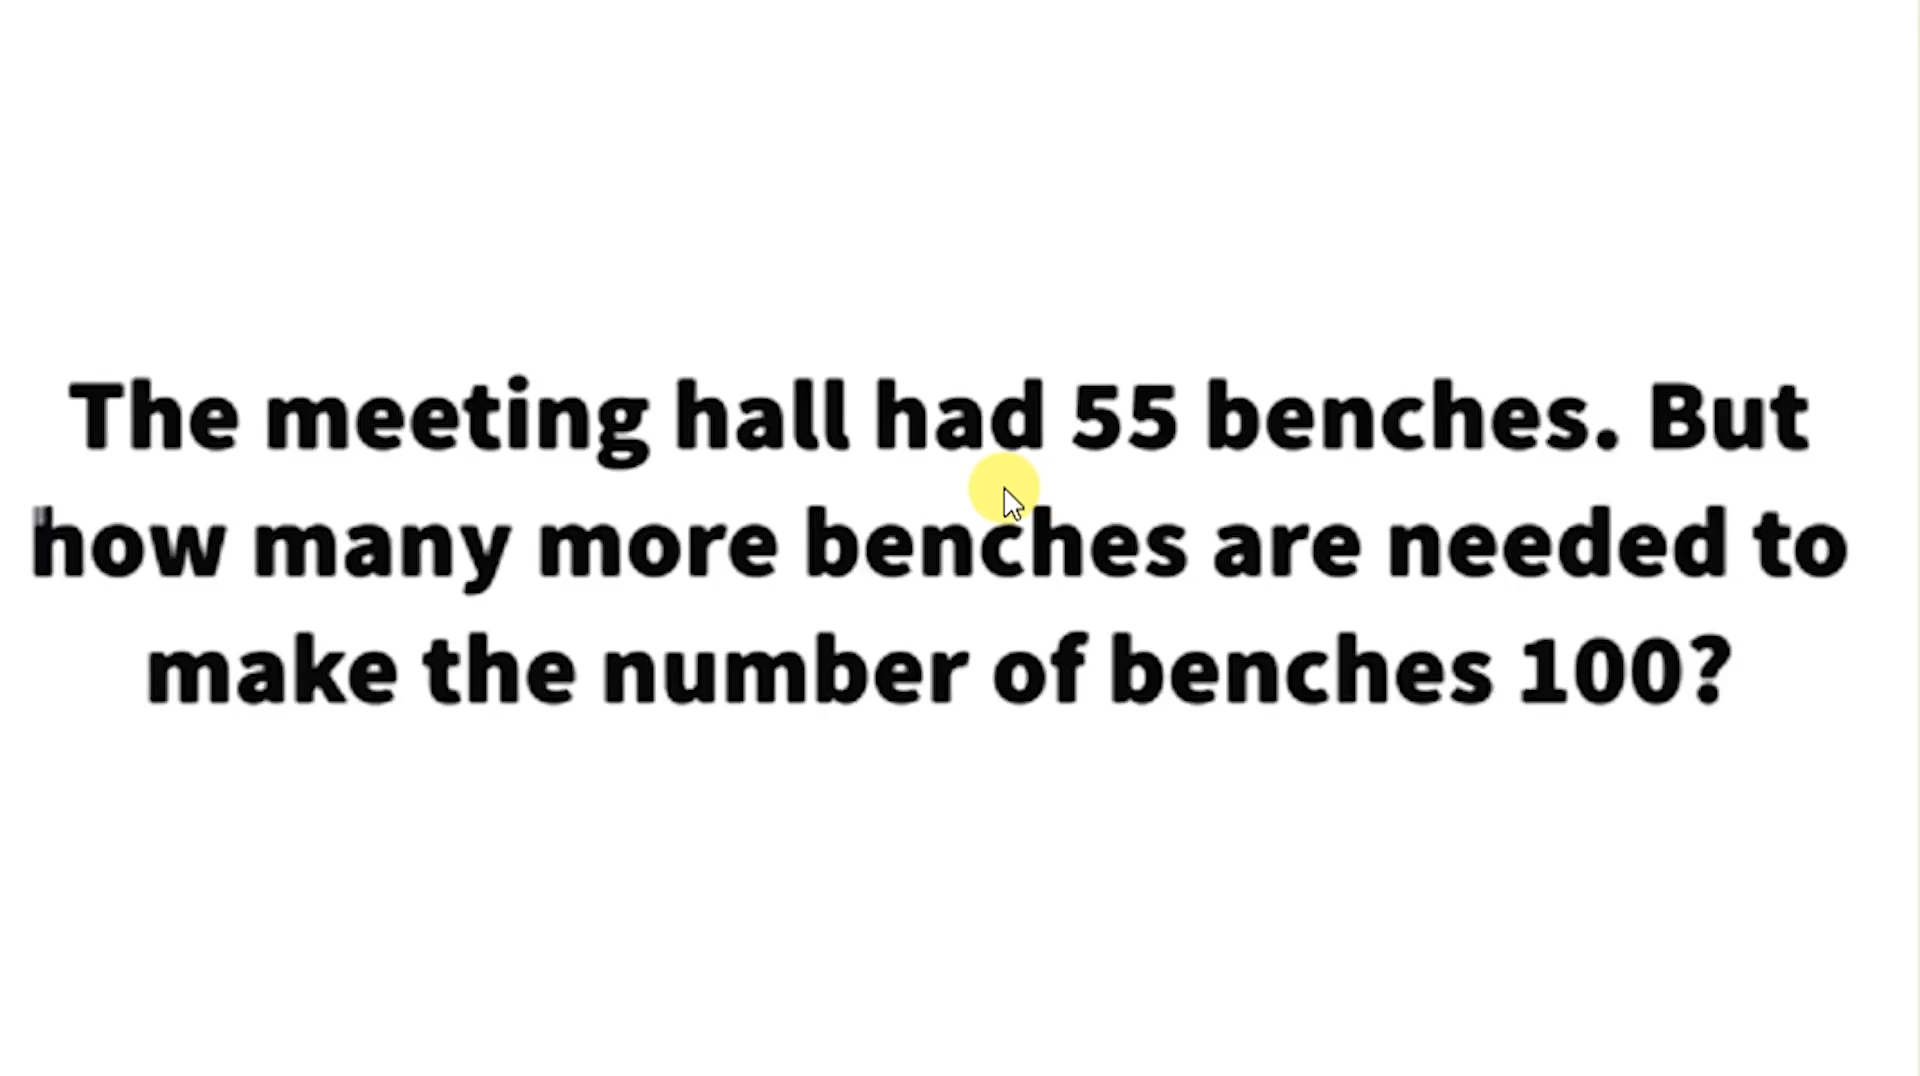 The meeting hall had 55 benches. But
how many more benches are needed to
make the number of benches 100?